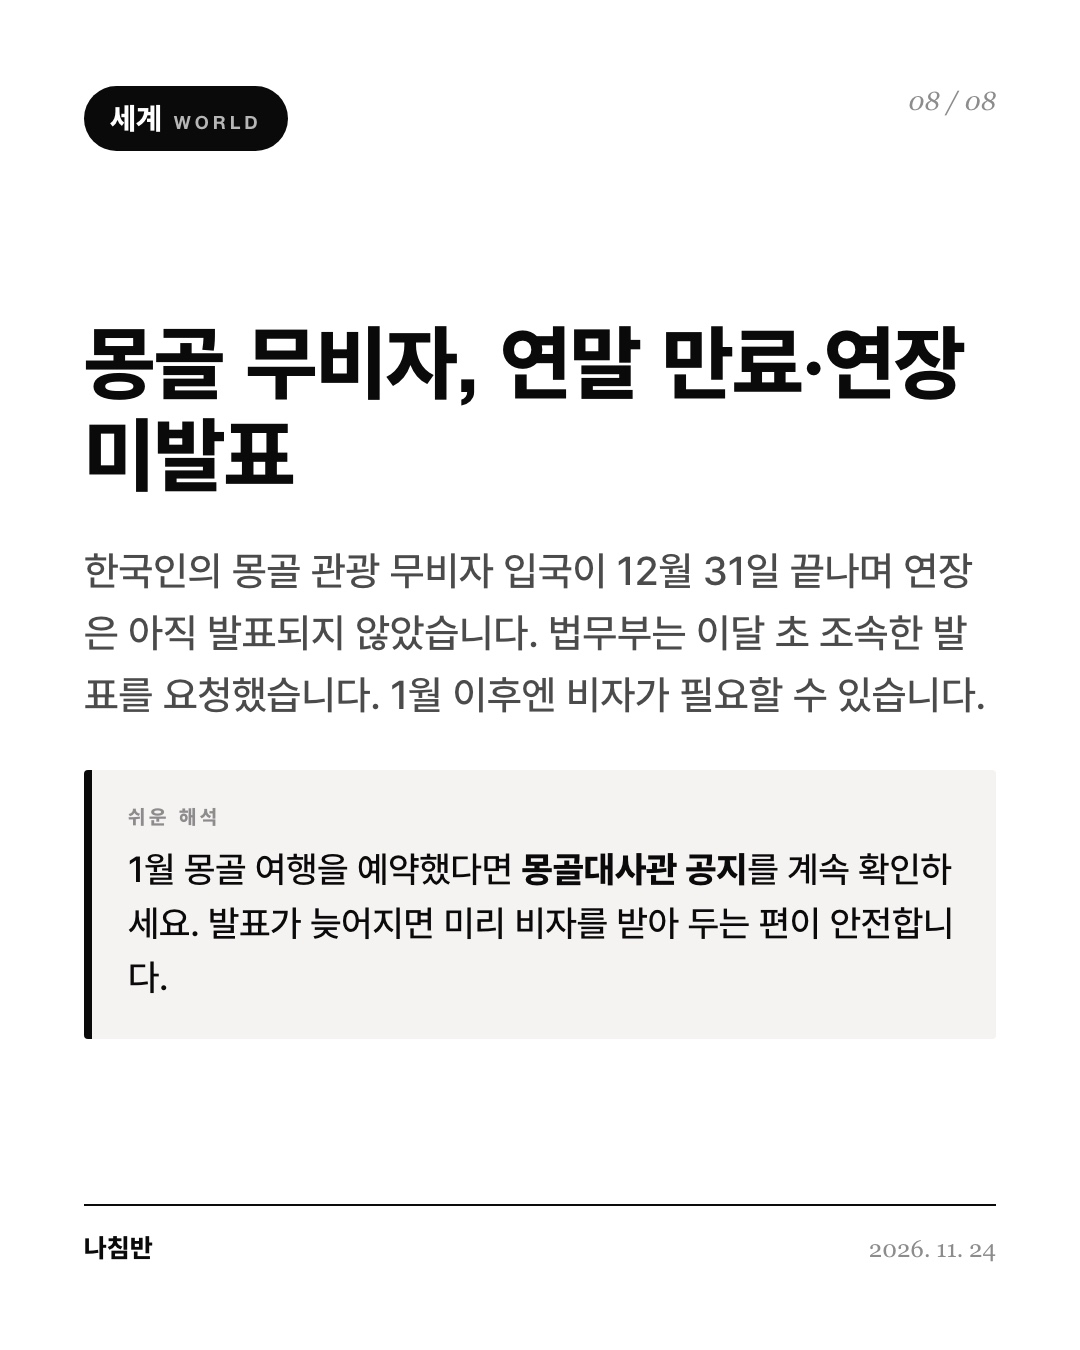 세계 WORLD
08 / 08
몽골 무비자, 연말 만료·연장
미발표
한국인의 몽골 관광 무비자 입국이 12월 31일 끝나며 연장
은 아직 발표되지 않았습니다. 법무부는 이달 초 조속한 발
표를 요청했습니다. 1월 이후엔 비자가 필요할 수 있습니다.
쉬운 해석
1월 몽골 여행을 예약했다면 몽골대사관 공지를 계속 확인하
세요. 발표가 늦어지면 미리 비자를 받아 두는 편이 안전합니
다.
나침반
2026. 11. 24